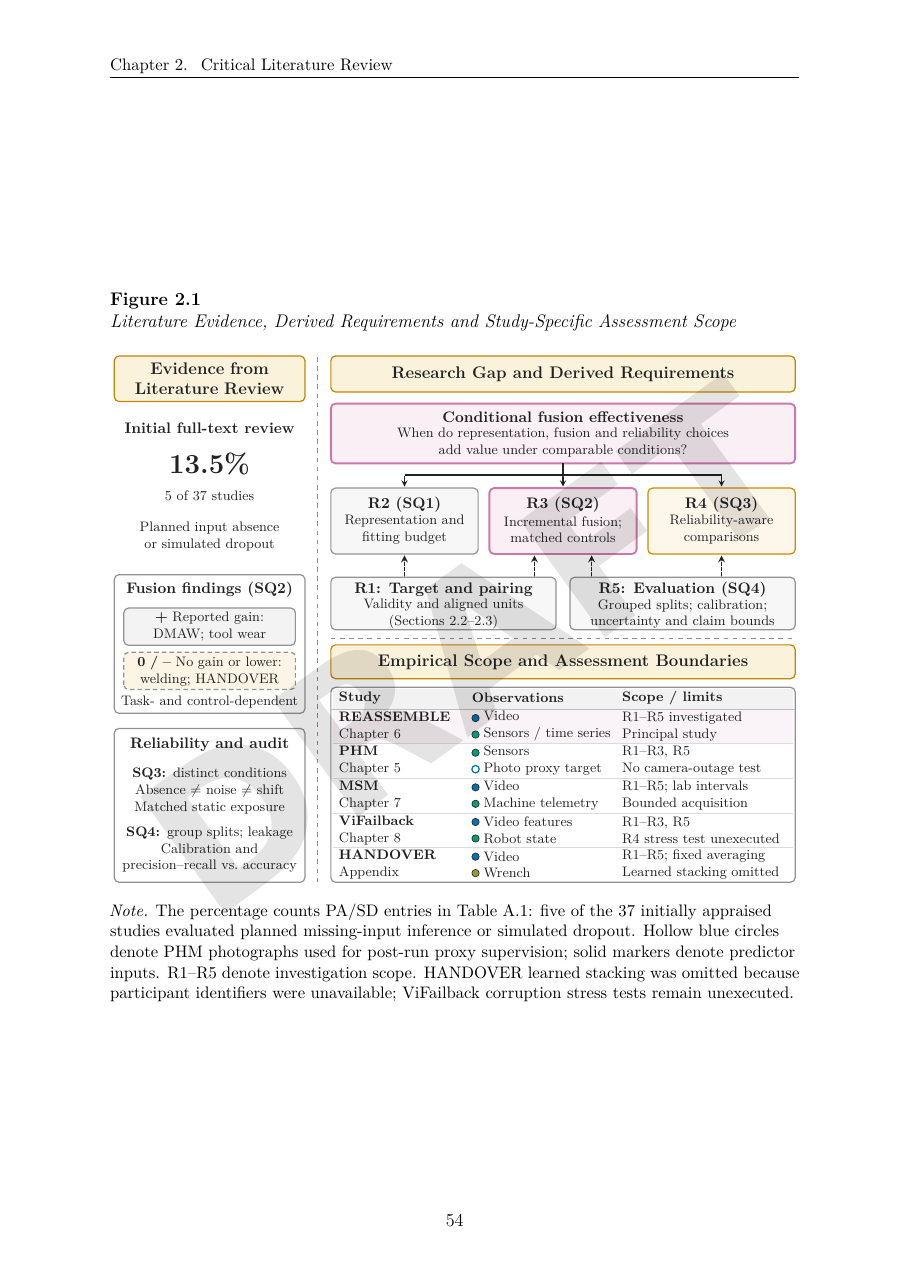 Chapter 2. Critical Literature Review
Figure 2.1
Literature Evidence, Derived Requirements and Study-Specific Assessment Scope
Evidence from
Literature Review
Initial full-text review
13.5%
5 of 37 studies
Planned input absence
or simulated dropout
Fusion findings (SQ2)
+ Reported gain:
DMAW; tool wear
0 / – No gain or lower:
welding; HANDOVER
Task- and control-dependent
Reliability and audit
SQ3: distinct conditions
Absence ≠ noise ≠ shift
Matched static exposure
SQ4: group splits; leakage
Calibration and
precision–recall vs. accuracy
Research Gap and Derived Requirements
Conditional fusion effectiveness
When do representation, fusion and reliability choices
add value under comparable conditions?
R2 (SQ1)
Representation and
fitting budget
R3 (SQ2)
Incremental fusion;
matched controls
R4 (SQ3)
Reliability-aware
comparisons
R1: Target and pairing
Validity and aligned units
(Sections 2.2–2.3)
R5: Evaluation (SQ4)
Grouped splits; calibration;
uncertainty and claim bounds
Empirical Scope and Assessment Boundaries
Study Observations Scope / limits
REASSEMBLE Video R1–R5 investigated
Chapter 6 Sensors / time series Principal study
PHM Sensors R1–R3, R5
Chapter 5 Photo proxy target No camera-outage test
MSM Video R1–R5; lab intervals
Chapter 7 Machine telemetry Bounded acquisition
ViFailback Video features R1–R3, R5
Chapter 8 Robot state R4 stress test unexecuted
HANDOVER Video R1–R5; fixed averaging
Appendix Wrench Learned stacking omitted
DRAFT
Note. The percentage counts PA/SD entries in Table A.1: five of the 37 initially appraised
studies evaluated planned missing-input inference or simulated dropout. Hollow blue circles
denote PHM photographs used for post-run proxy supervision; solid markers denote predictor
inputs. R1–R5 denote investigation scope. HANDOVER learned stacking was omitted because
participant identifiers were unavailable; ViFailback corruption stress tests remain unexecuted.
54